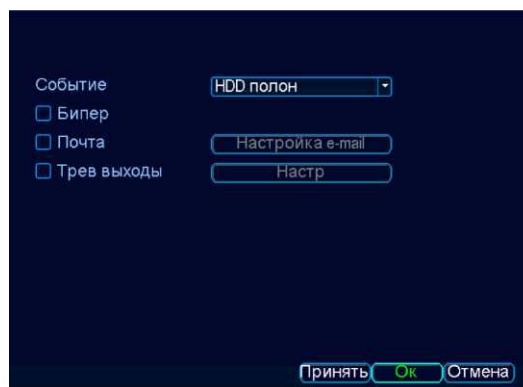 Событие HDD полон
Бипер
Почта Настройка e-mail
Трев выходы Настр
Принять Ок Отмена